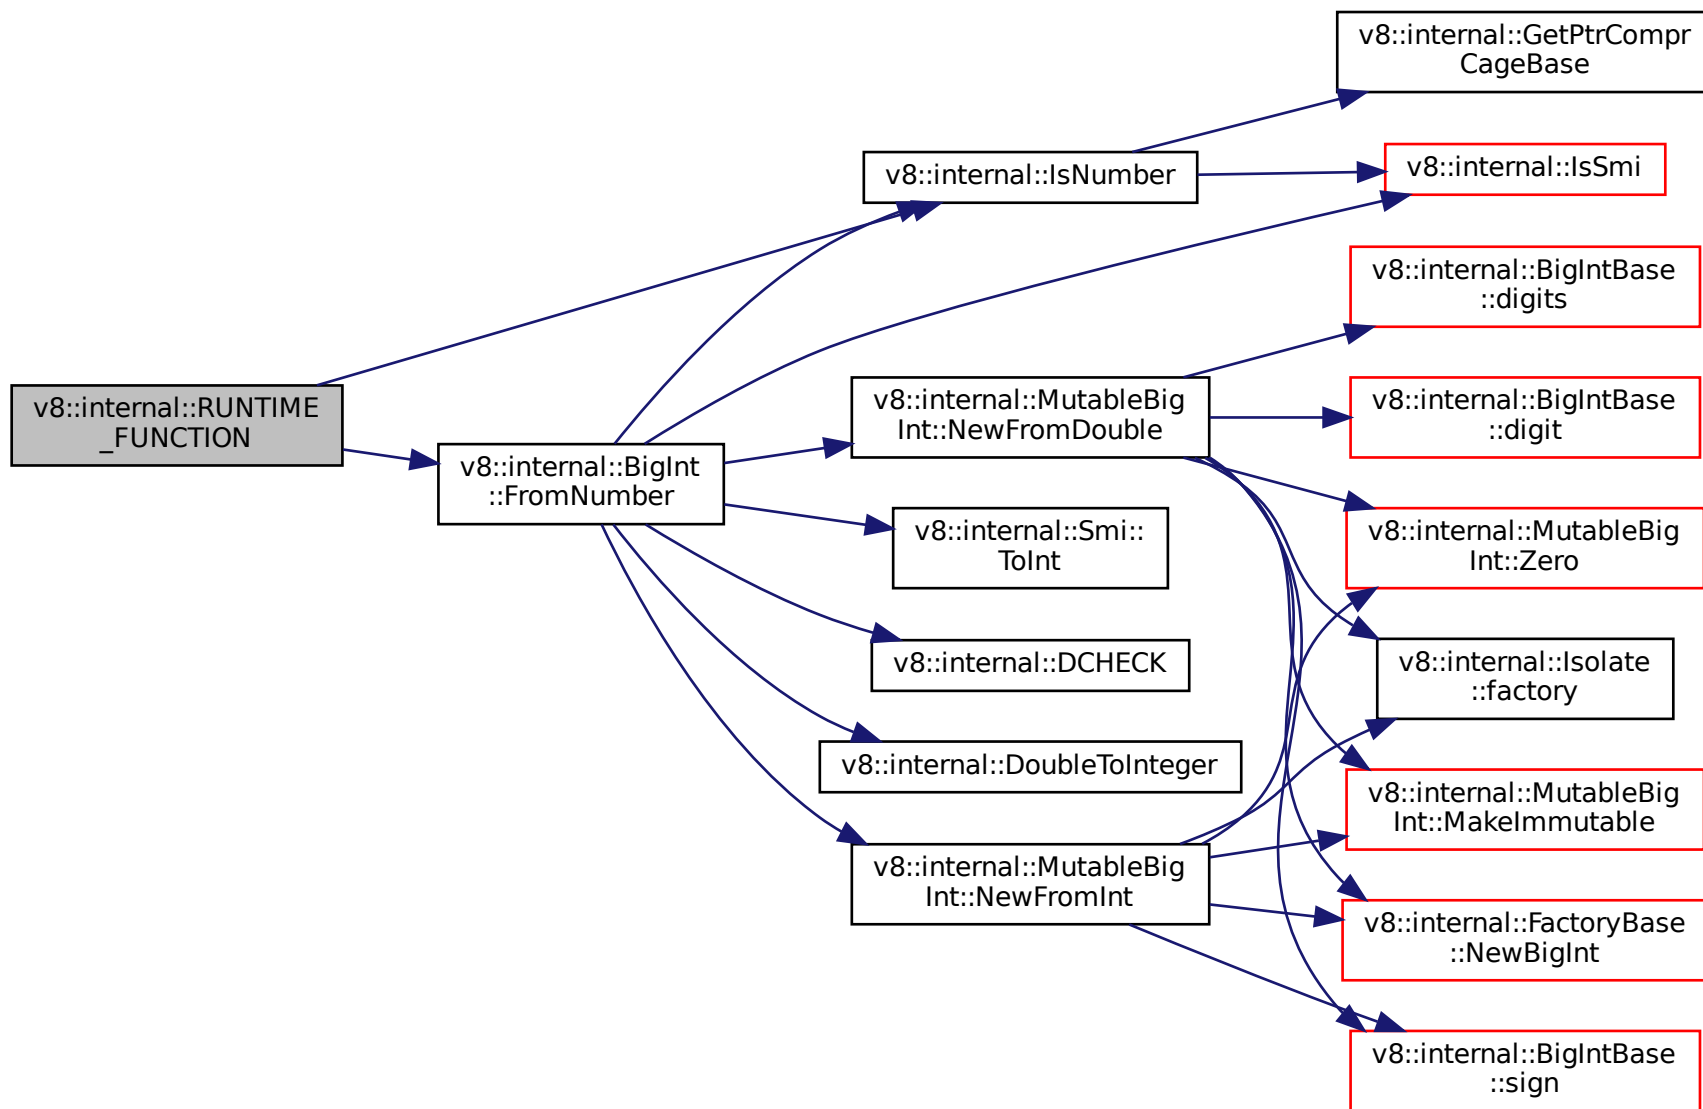 v8::internal::GetPtrCompr
CageBase
v8::internal::IsNumber
v8::internal::IsSmi
v8::internal::BigIntBase
::digits
v8::internal::RUNTIME
_FUNCTION
v8::internal::MutableBig
Int::NewFromDouble
v8::internal::BigIntBase
::digit
v8::internal::BigInt
::FromNumber
v8::internal::Smi::
ToInt
v8::internal::MutableBig
Int::Zero
v8::internal::DCHECK
v8::internal::Isolate
::factory
v8::internal::DoubleToInteger
v8::internal::MutableBig
Int::MakeImmutable
v8::internal::MutableBig
Int::NewFromInt
v8::internal::FactoryBase
::NewBigInt
v8::internal::BigIntBase
::sign